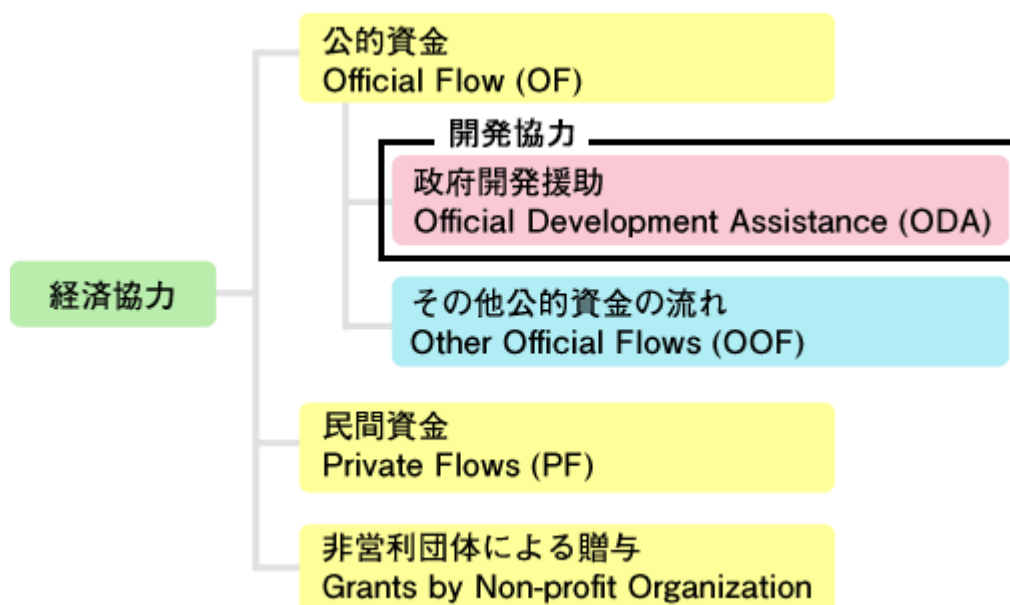 公的資金
Official Flow (OF)
開発協力
政府開発援助
Official Development Assistance (ODA)
経済協力
その他公的資金の流れ
Other Official Flows (OOF)
民間資金
Private Flows (PF)
非営利団体による贈与
Grants by Non-profit Organization